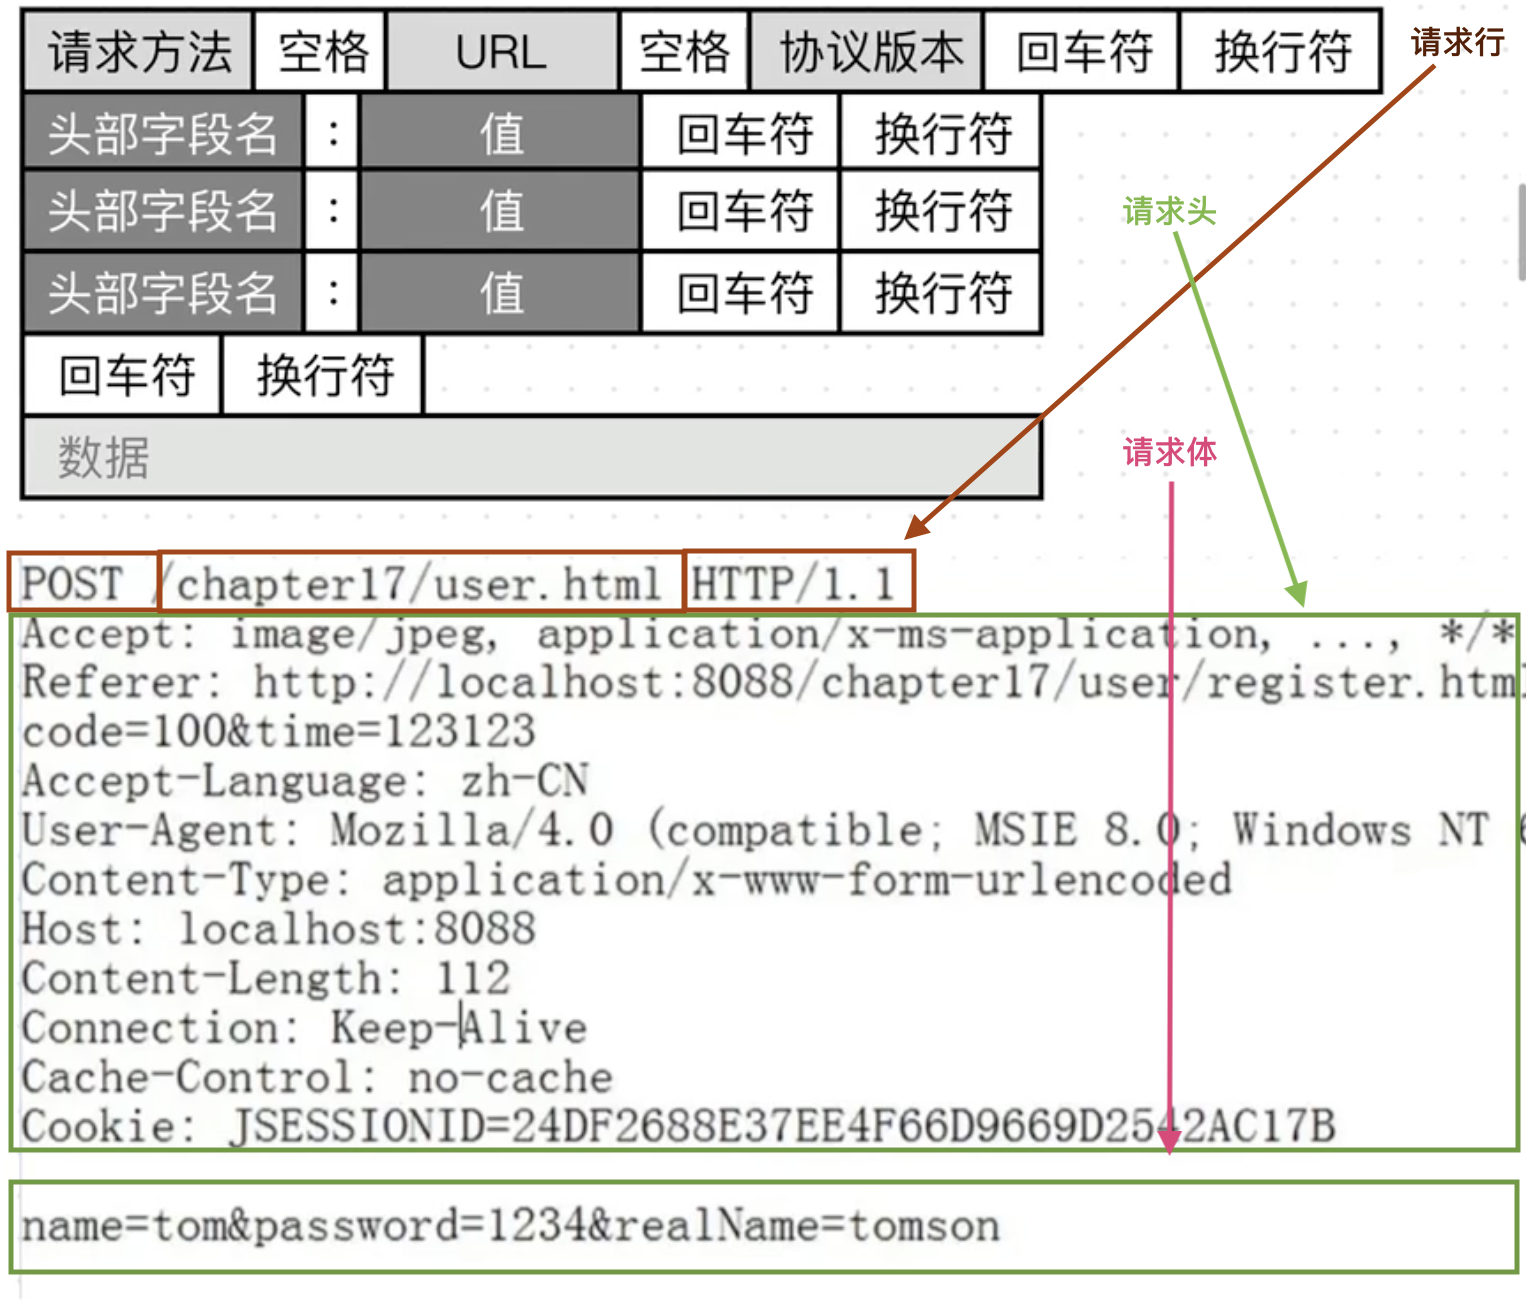 请求方法 空格 URL 空格 协议版本 回车符 换行符 请求行
头部字段名 : 值 回车符 换行符
头部字段名 : 值 回车符 换行符
请求头
头部字段名 : 值 回车符 换行符
回车符 换行符
数据
请求体
POST /chapter17/user.html HTTP/1.1
Accept: image/jpeg, application/x-ms-application, ..., */*
Referer: http://localhost:8088/chapter17/user/register.htm
code=100&time=123123
Accept-Language: zh-CN
User-Agent: Mozilla/4.0 (compatible; MSIE 8.0; Windows NT
Content-Type: application/x-www-form-urlencoded
Host: localhost:8088
Content-Length: 112
Connection: Keep-Alive
Cache-Control: no-cache
Cookie: JSESSIONID=24DF2688E37EE4F66D9669D2542AC17B
name=tom&password=1234&realName=tomson